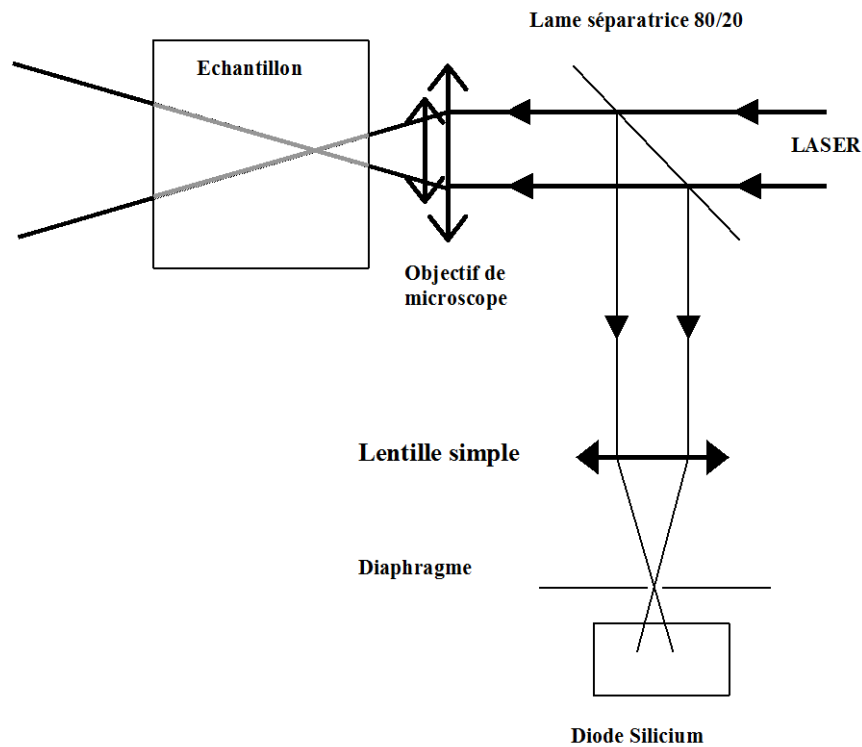 Lame séparatrice 80/20
Echantillon
LASER
Objectif de
microscope
Lentille simple
Diaphragme
Diode Silicium